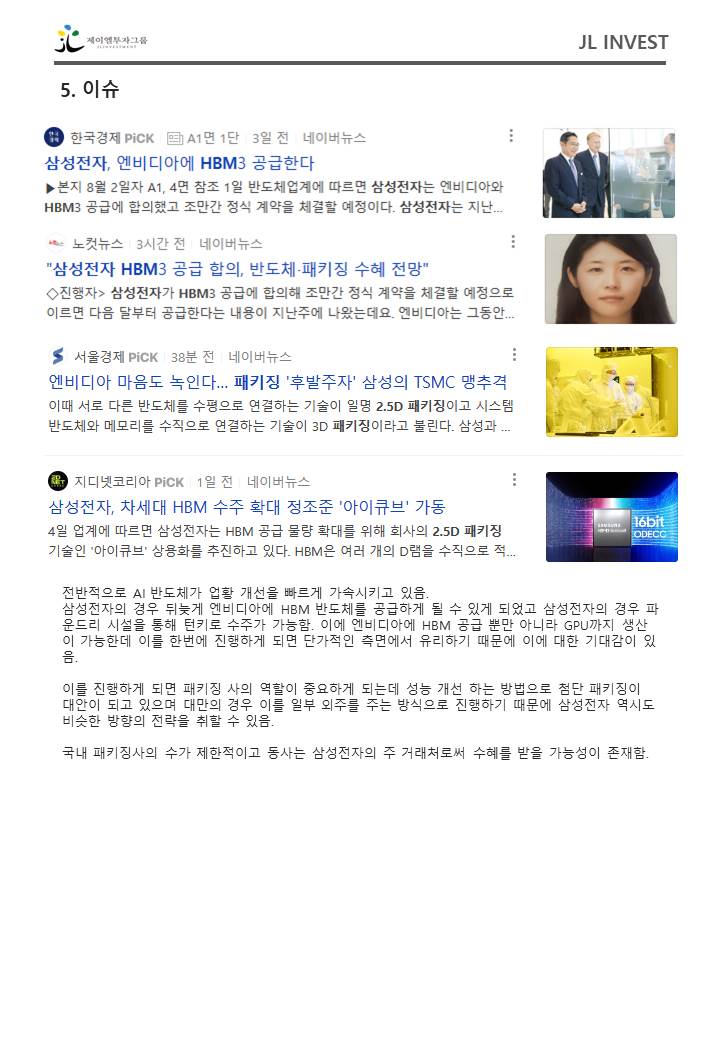 제이엘투자그룹
JL INVESTMENT
JL INVEST
5. 이슈
한국경제 PiCK A1면 1단 3일 전 네이버뉴스
삼성전자, 엔비디아에 HBM3 공급한다
▶본지 8월 2일자 A1, 4면 참조 1일 반도체업계에 따르면 삼성전자는 엔비디아와
HBM3 공급에 합의했고 조만간 정식 계약을 체결할 예정이다. 삼성전자는 지난...
노컷뉴스 3시간 전 네이버뉴스
"삼성전자 HBM3 공급 합의, 반도체·패키징 수혜 전망"
◇진행자> 삼성전자가 HBM3 공급에 합의해 조만간 정식 계약을 체결할 예정으로
이르면 다음 달부터 공급한다는 내용이 지난주에 나왔는데요. 엔비디아는 그동안...
서울경제 PiCK 38분 전 네이버뉴스
엔비디아 마음도 녹인다... 패키징 '후발주자' 삼성의 TSMC 맹추격
이때 서로 다른 반도체를 수평으로 연결하는 기술이 일명 2.5D 패키징이고 시스템
반도체와 메모리를 수직으로 연결하는 기술이 3D 패키징이라고 불린다. 삼성과 ...
지디넷코리아 PiCK 1일 전 네이버뉴스
삼성전자, 차세대 HBM 수주 확대 정조준 '아이큐브' 가동
4일 업계에 따르면 삼성전자는 HBM 공급 물량 확대를 위해 회사의 2.5D 패키징
기술인 '아이큐브' 상용화를 추진하고 있다. HBM은 여러 개의 D램을 수직으로 적...
SAMSUNG
16bit
ODECC
전반적으로 AI 반도체가 업황 개선을 빠르게 가속시키고 있음.
삼성전자의 경우 뒤늦게 엔비디아에 HBM 반도체를 공급하게 될 수 있게 되었고 삼성전자의 경우 파
운드리 시설을 통해 턴키로 수주가 가능함. 이에 엔비디아에 HBM 공급 뿐만 아니라 GPU까지 생산
이 가능한데 이를 한번에 진행하게 되면 단가적인 측면에서 유리하기 때문에 이에 대한 기대감이 있
음.
이를 진행하게 되면 패키징 사의 역할이 중요하게 되는데 성능 개선 하는 방법으로 첨단 패키징이
대안이 되고 있으며 대만의 경우 이를 일부 외주를 주는 방식으로 진행하기 때문에 삼성전자 역시도
비슷한 방향의 전략을 취할 수 있음.
국내 패키징사의 수가 제한적이고 동사는 삼성전자의 주 거래처로써 수혜를 받을 가능성이 존재함.